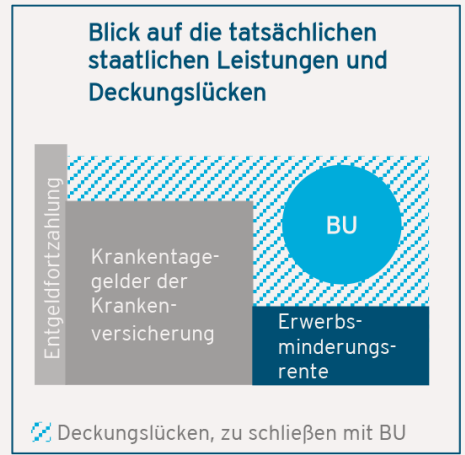 Blick auf die tatsächlichen
staatlichen Leistungen und
Deckungslücken
Entgeldfortzahlung
Krankentage-
gelder der
Kranken-
versicherung
BU
Erwerbs-
minderungs-
rente
Deckungslücken, zu schließen mit BU